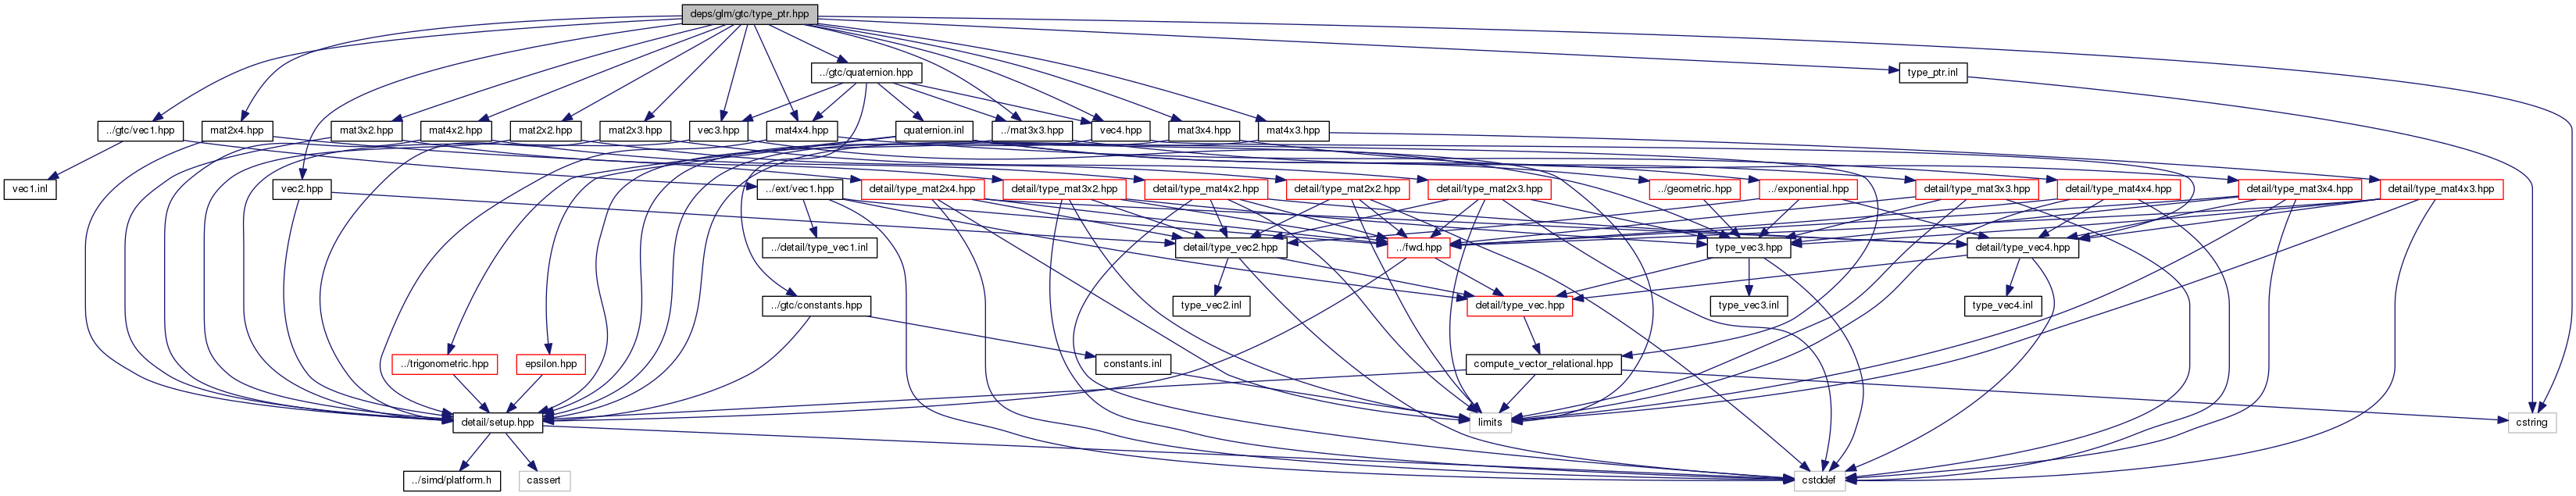 deps/glm/gtc/type_ptr.hpp
../gtc/quaternion.hpp
type_ptr.inl
../gtc/vec1.hpp
mat2x4.hpp
mat3x2.hpp
mat4x2.hpp
mat2x2.hpp
mat2x3.hpp
vec3.hpp
mat4x4.hpp
quaternion.inl
../mat3x3.hpp
vec4.hpp
mat3x4.hpp
mat4x3.hpp
vec1.inl
vec2.hpp
../ext/vec1.hpp
detail/type_mat2x4.hpp
detail/type_mat3x2.hpp
detail/type_mat4x2.hpp
detail/type_mat2x2.hpp
detail/type_mat2x3.hpp
../geometric.hpp
../exponential.hpp
detail/type_mat3x3.hpp
detail/type_mat4x4.hpp
detail/type_mat3x4.hpp
detail/type_mat4x3.hpp
../detail/type_vec1.inl
detail/type_vec2.hpp
../fwd.hpp
type_vec3.hpp
detail/type_vec4.hpp
../gtc/constants.hpp
type_vec2.inl
detail/type_vec.hpp
type_vec3.inl
type_vec4.inl
../trigonometric.hpp
epsilon.hpp
constants.inl
compute_vector_relational.hpp
detail/setup.hpp
limits
cstring
../simd/platform.h
cassert
cstddef